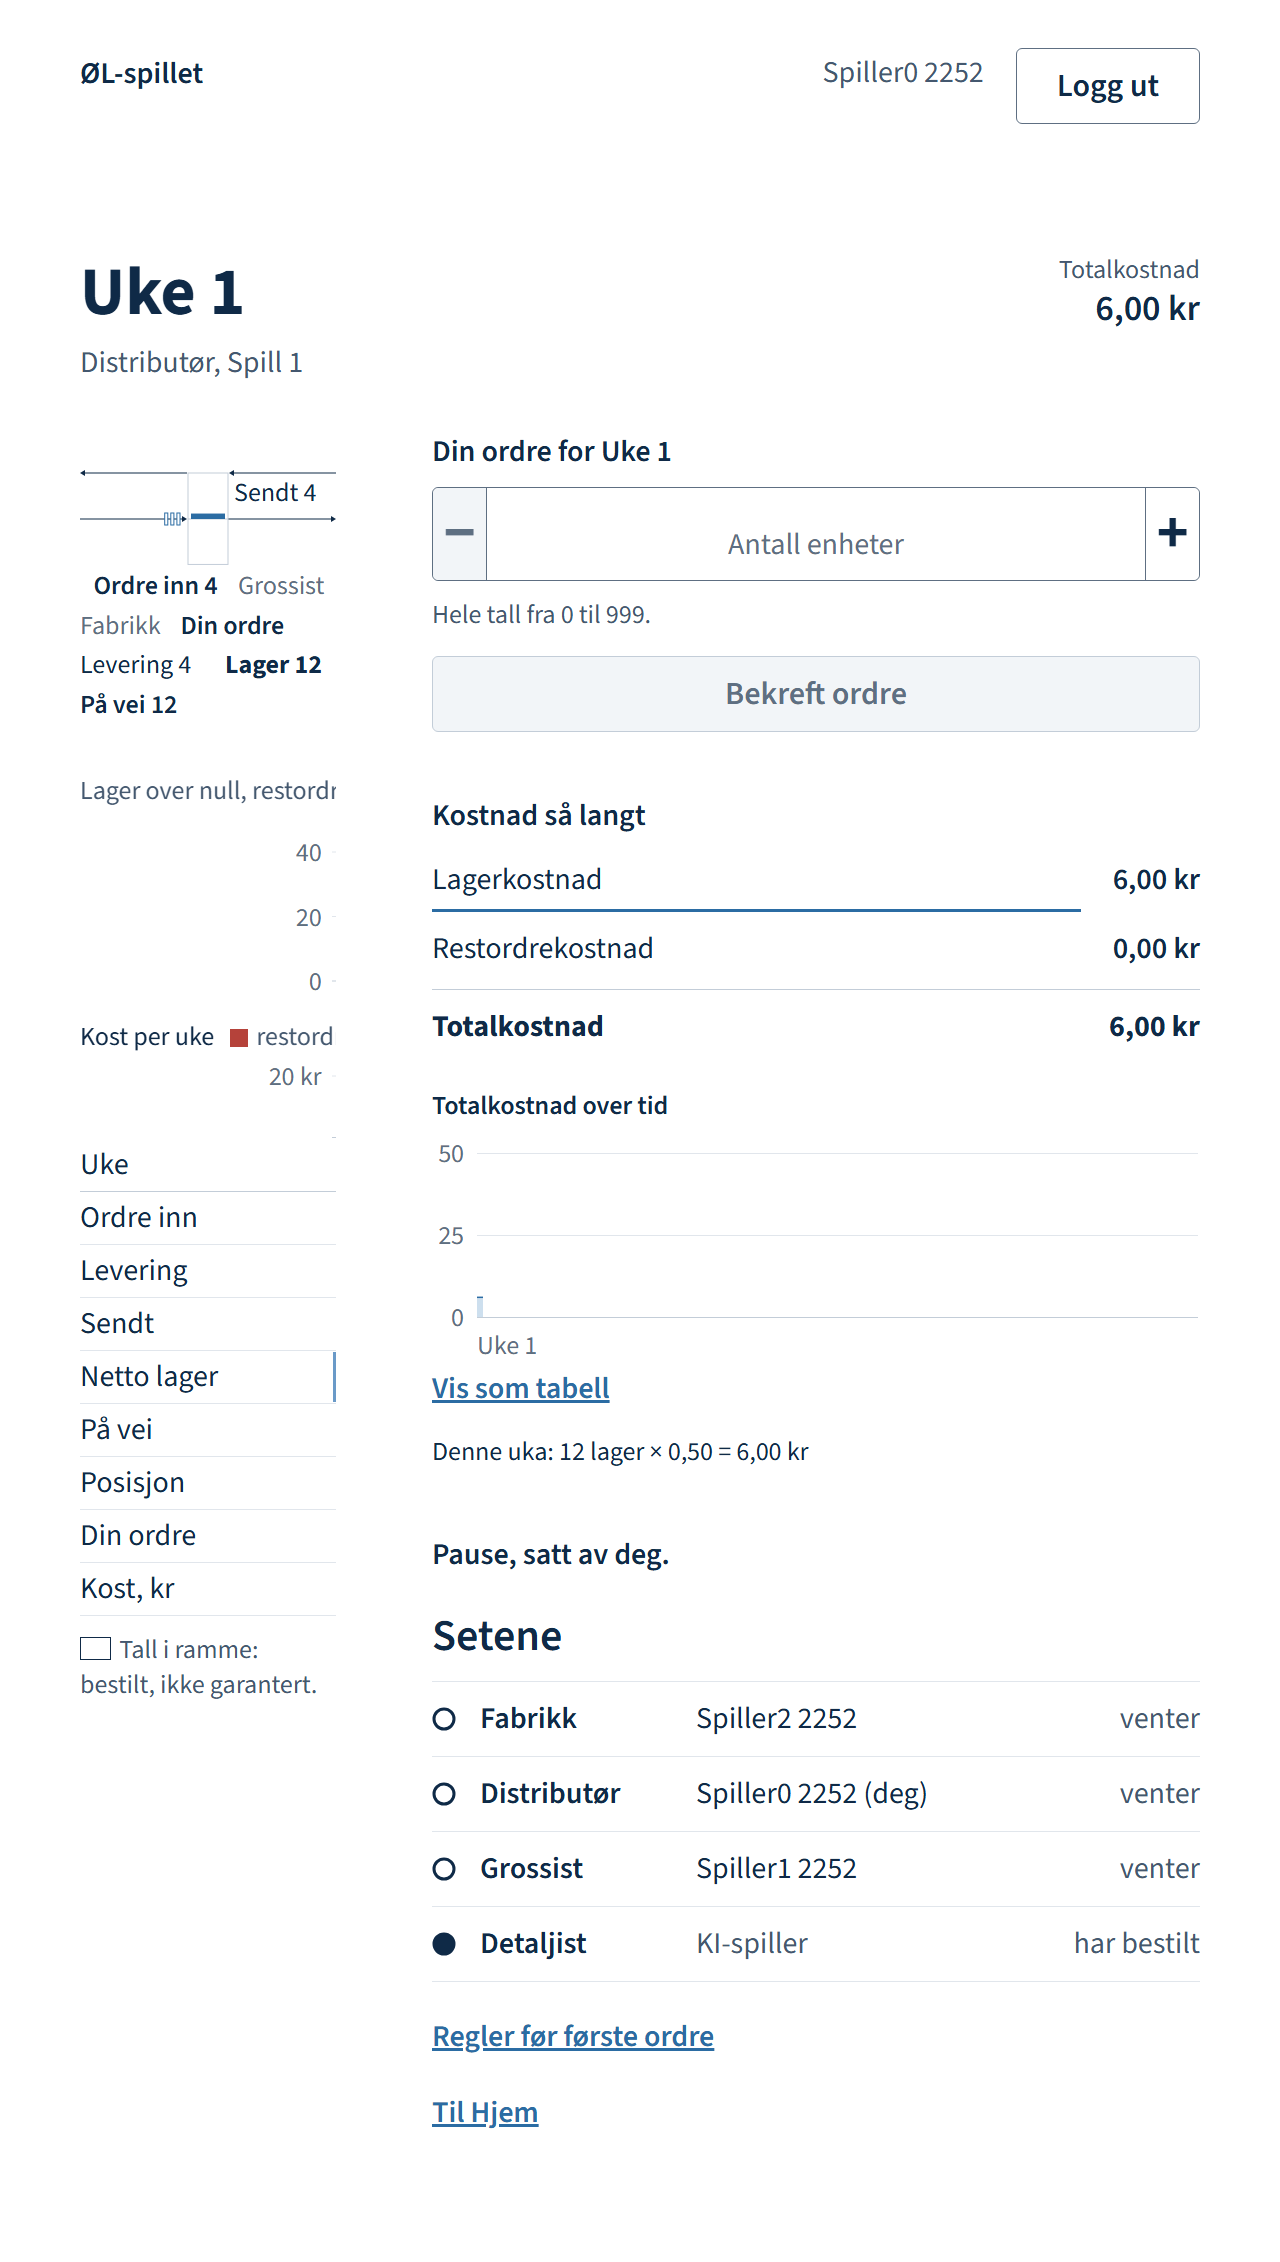 ØL-spillet
Spiller0 2252
Logg ut
Uke 1
Totalkostnad
6,00 kr
Distributør, Spill 1
Sendt 4
Ordre inn 4 Grossist
Fabrikk Din ordre
Levering 4 Lager 12
På vei 12
Lager over null, restordr
40
20
0
Kost per uke restord
20 kr
Uke
Ordre inn
Levering
Sendt
Netto lager
På vei
Posisjon
Din ordre
Kost, kr
Tall i ramme:
bestilt, ikke garantert.
Din ordre for Uke 1
− Antall enheter +
Hele tall fra 0 til 999.
Bekreft ordre
Kostnad så langt
Lagerkostnad 6,00 kr
Restordrekostnad 0,00 kr
Totalkostnad 6,00 kr
Totalkostnad over tid
50
25
0
Uke 1
Vis som tabell
Denne uka: 12 lager × 0,50 = 6,00 kr
Pause, satt av deg.
Setene
Fabrikk Spiller2 2252 venter
Distributør Spiller0 2252 (deg) venter
Grossist Spiller1 2252 venter
Detaljist KI-spiller har bestilt
Regler før første ordre
Til Hjem